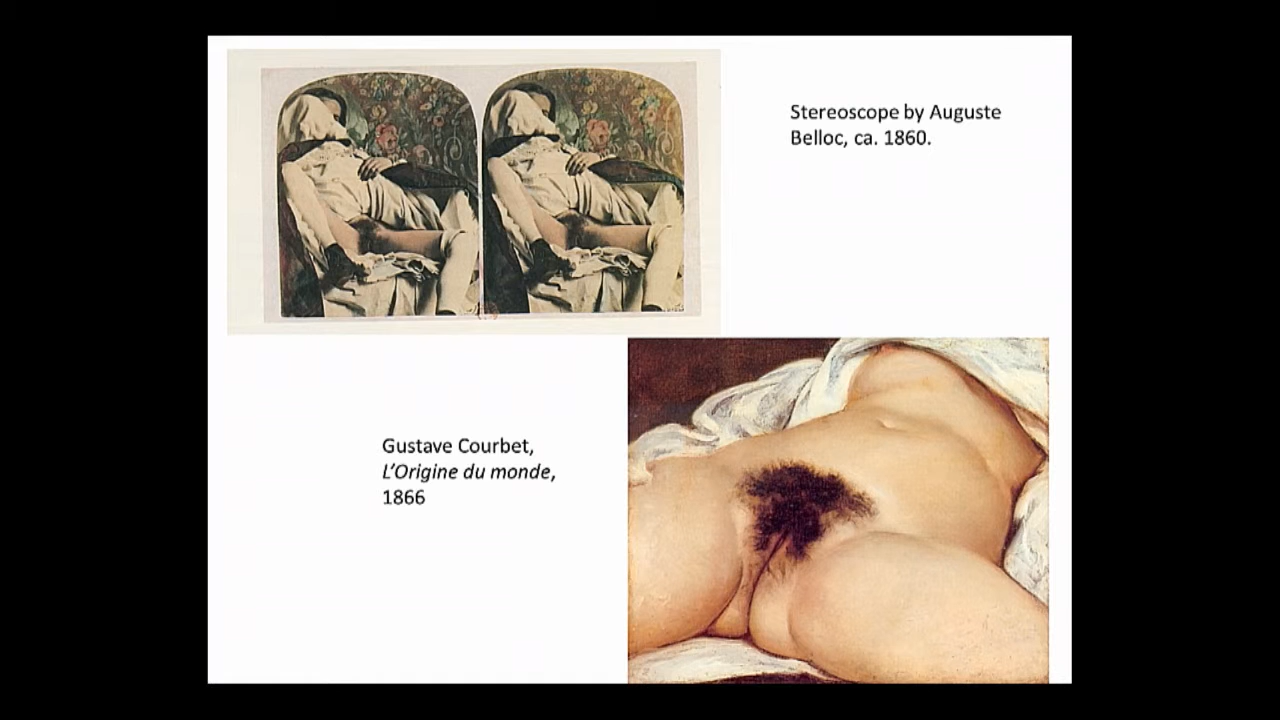 Stereoscope by Auguste
Belloc, ca. 1860.
Gustave Courbet,
L'Origine du monde,
1866